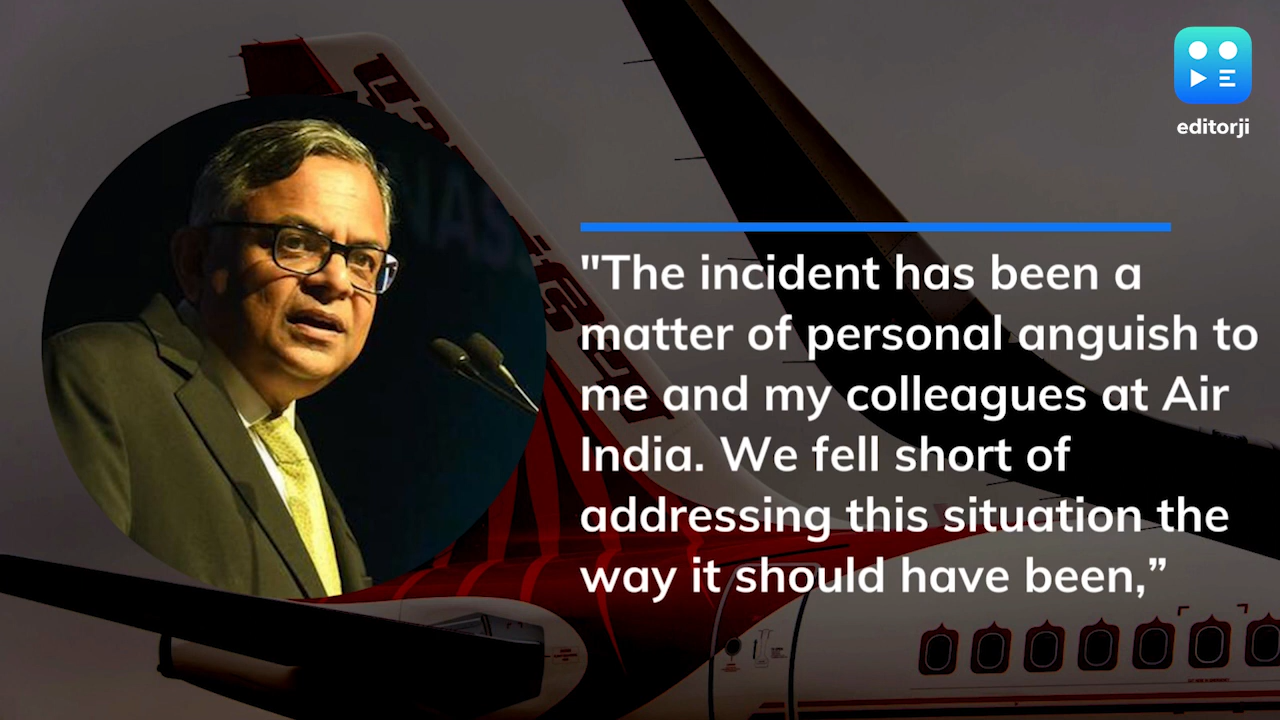 editorji
"The incident has been a
matter of personal anguish to
me and my colleagues at Air
India. We fell short of
addressing this situation the
way it should have been,”